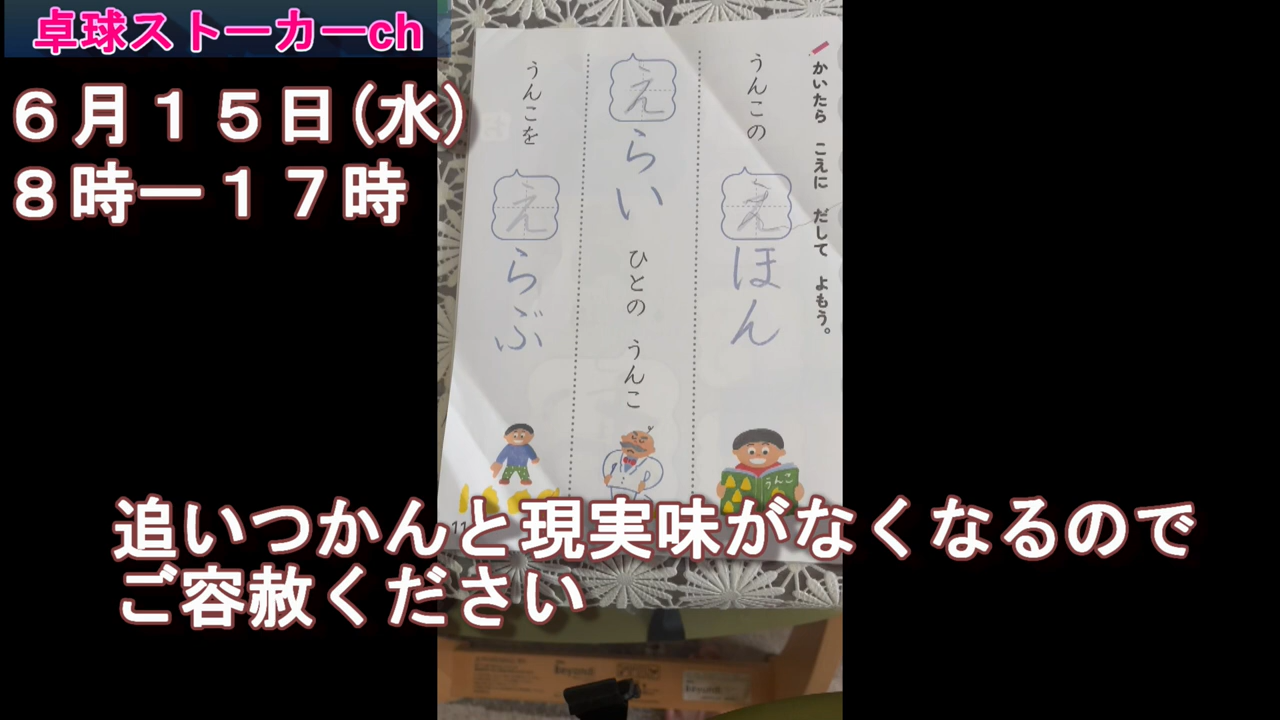 卓球ストーカーch
６月１５日(水)
８時ー１７時
かいたら こえに だして よもう。
うんこの
えほん
えらい ひとの うんこ
うんこを
えらぶ
うんこ
11
追いつかんと現実味がなくなるので
ご容赦ください